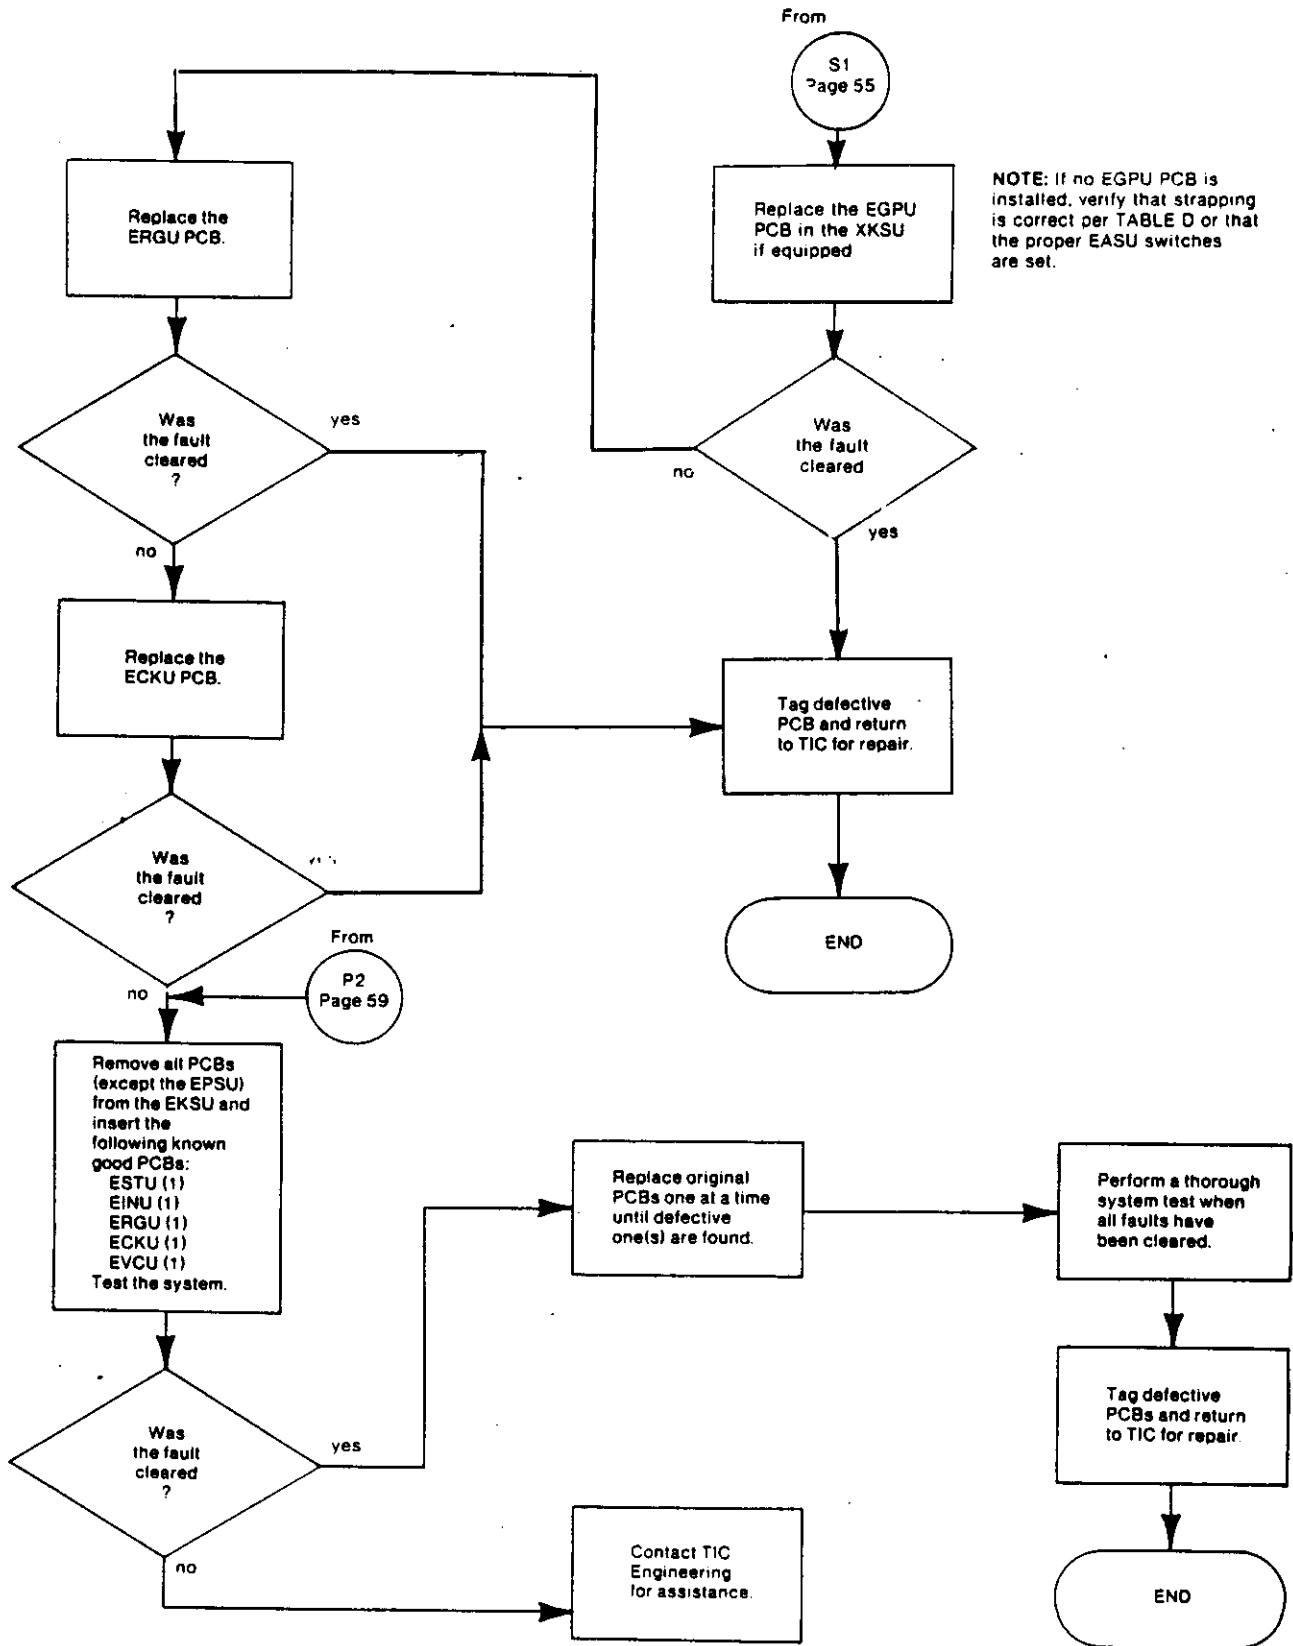 From
S1
Page 55
Replace the EGPU
PCB in the XKSU
if equipped
NOTE: If no EGPU PCB is
installed, verify that strapping
is correct per TABLE D or that
the proper EASU switches
are set.
Was
the fault
cleared
no
yes
Replace the
ERGU PCB.
Was
the fault
cleared
?
yes
no
Replace the
ECKU PCB.
Tag defective
PCB and return
to TIC for repair.
END
Was
the fault
cleared
?
no
From
P2
Page 59
Remove all PCBs
(except the EPSU)
from the EKSU and
insert the
following known
good PCBs:
ESTU (1)
EINU (1)
ERGU (1)
ECKU (1)
EVCU (1)
Test the system.
Was
the fault
cleared
?
yes
no
Replace original
PCBs one at a time
until defective
one(s) are found.
Perform a thorough
system test when
all faults have
been cleared.
Tag defective
PCBs and return
to TIC for repair.
END
Contact TIC
Engineering
for assistance.